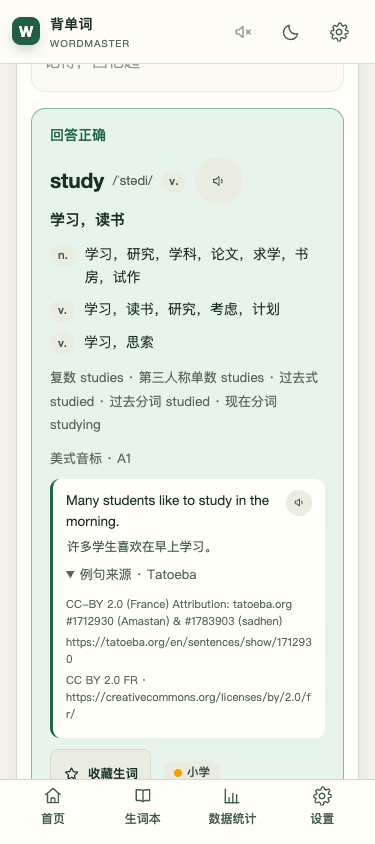 W
背单词
WORDMASTER
回答正确
study /ˈstədi/ v.
学习，读书
n. 学习，研究，学科，论文，求学，书
房，试作
v. 学习，读书，研究，考虑，计划
v. 学习，思索
复数 studies · 第三人称单数 studies · 过去式
studied · 过去分词 studied · 现在分词
studying
美式音标 · A1
Many students like to study in the
morning.
许多学生喜欢在早上学习。
▼ 例句来源 · Tatoeba
CC-BY 2.0 (France) Attribution: tatoeba.org
#1712930 (Amastan) & #1783903 (sadhen)
https://tatoeba.org/en/sentences/show/171293
0
CC BY 2.0 FR ·
https://creativecommons.org/licenses/by/2.0/f
r/
收藏生词 小学
首页 生词本 数据统计 设置